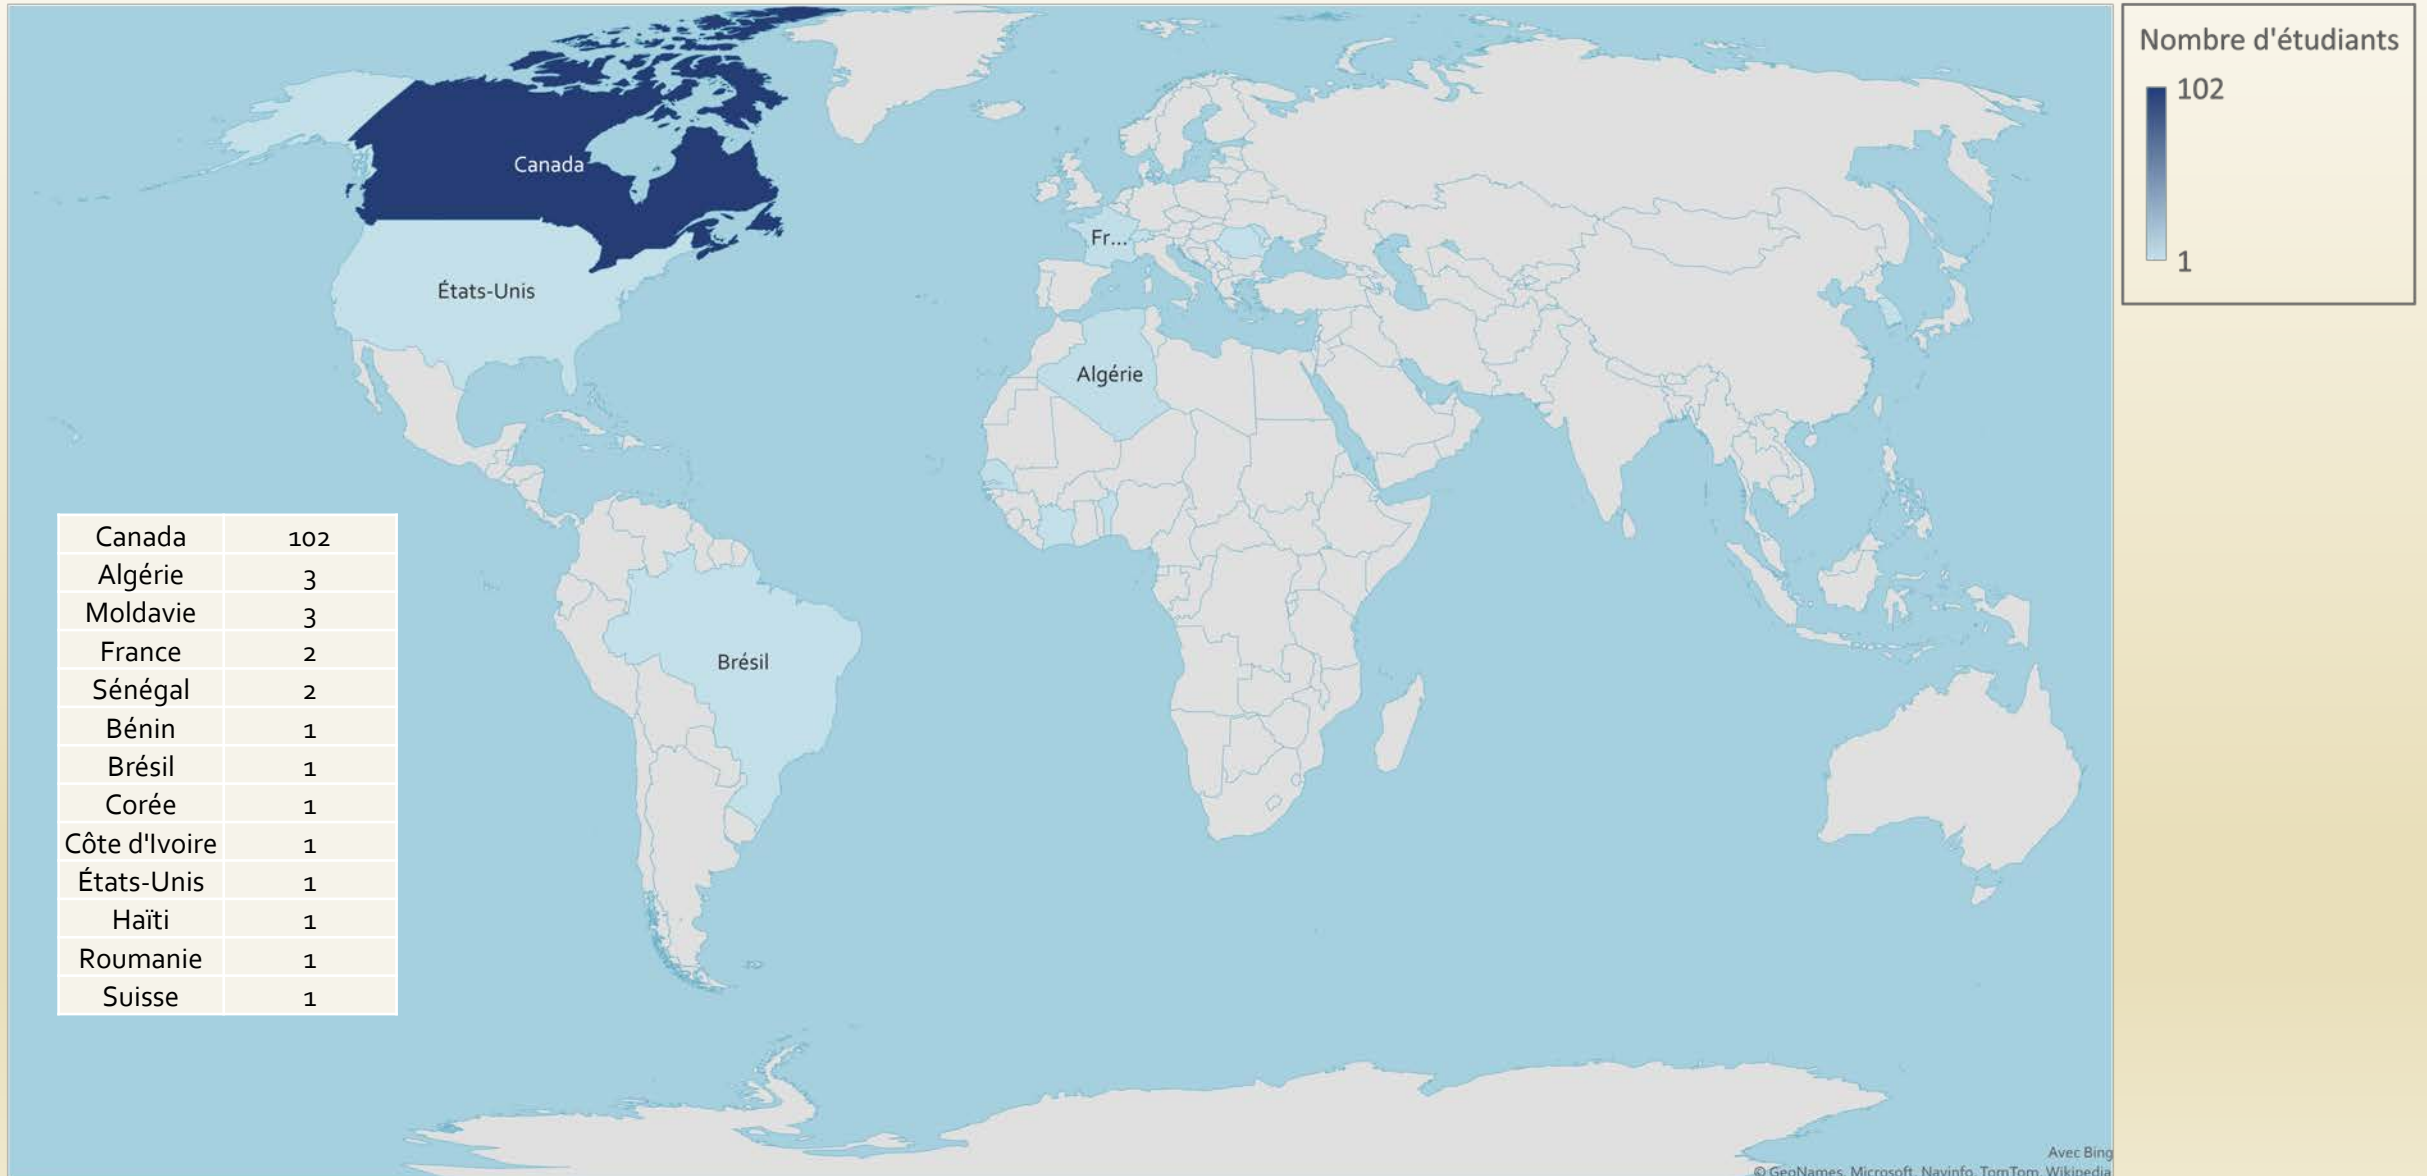 Nombre d'étudiants
102
1
Canada
États-Unis
Fr...
Algérie
Brésil
Canada 102
Algérie 3
Moldavie 3
France 2
Sénégal 2
Bénin 1
Brésil 1
Corée 1
Côte d'Ivoire 1
États-Unis 1
Haïti 1
Roumanie 1
Suisse 1
Avec Bing
© GeoNames, Microsoft, Navinfo, TomTom, Wikipedia